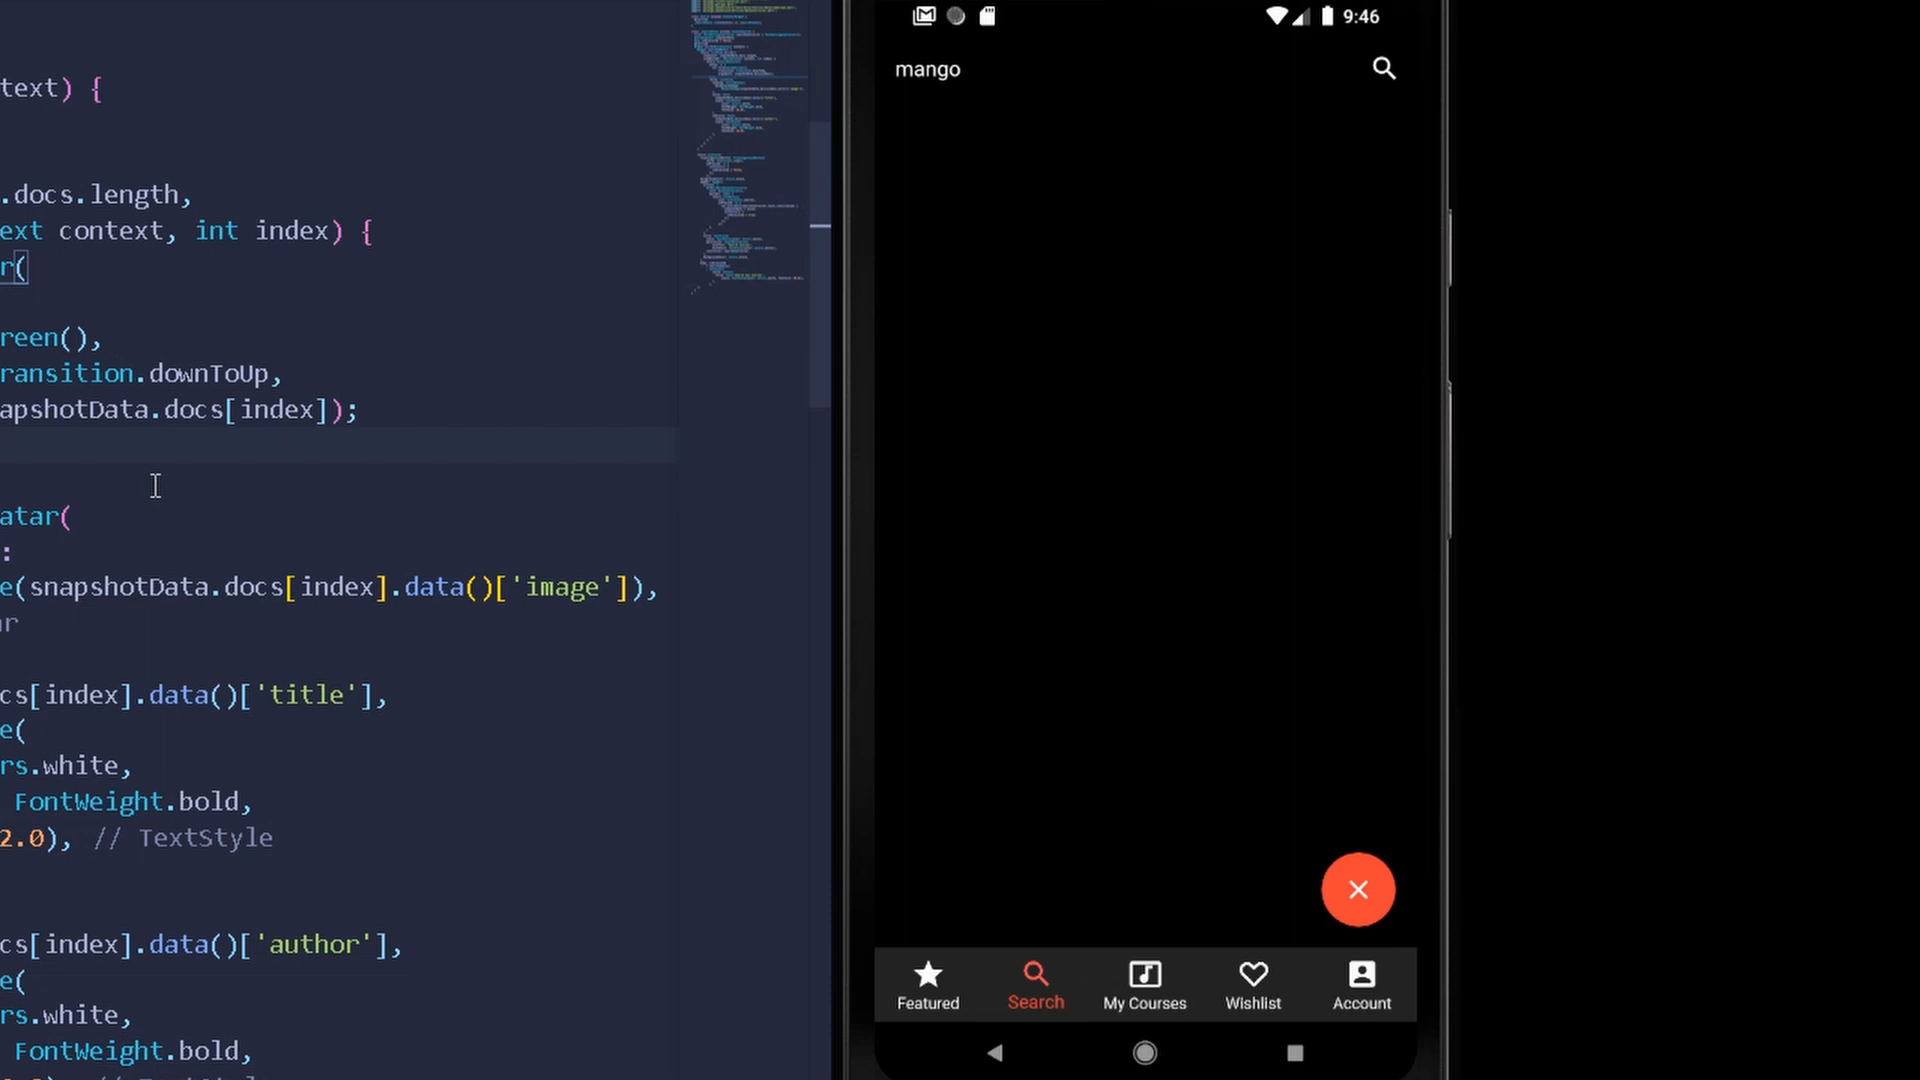 text) {
.docs.length,
ext context, int index) {
r(
reen(),
ransition.downToUp,
apshotData.docs[index]);
atar(
:
e(snapshotData.docs[index].data()['image']),
ar
cs[index].data()['title'],
e(
rs.white,
FontWeight.bold,
2.0), // TextStyle
cs[index].data()['author'],
e(
rs.white,
FontWeight.bold,
9:46
mango
Featured
Search
My Courses
Wishlist
Account